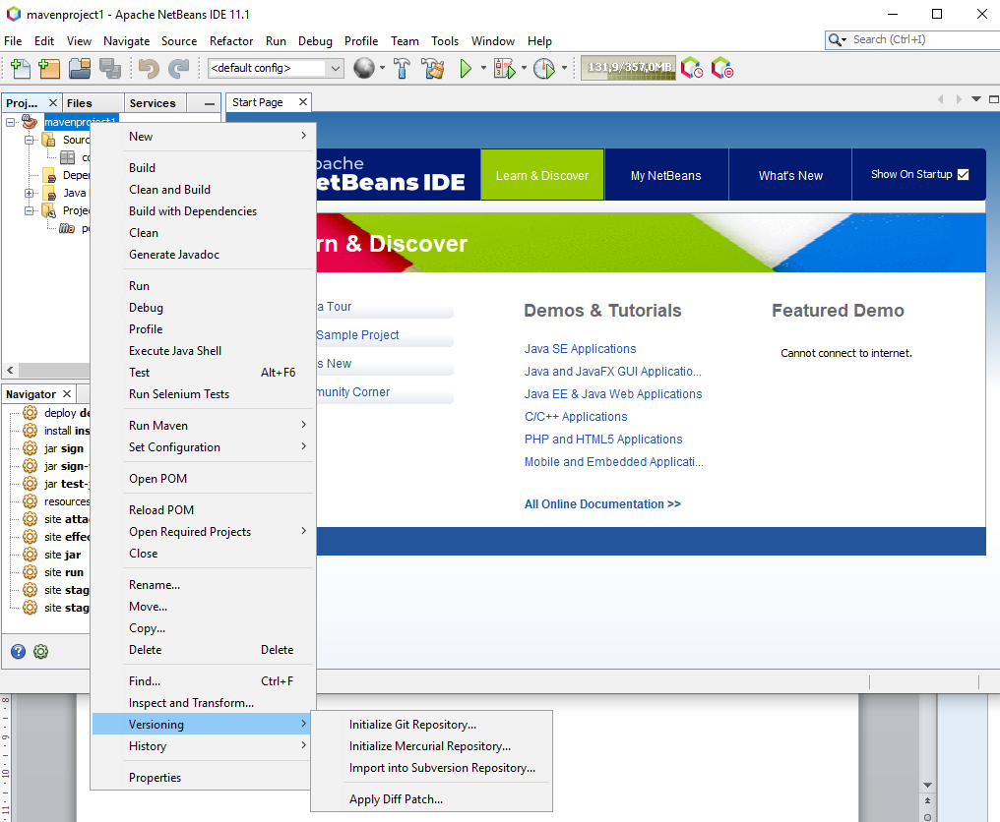 mavenproject1 - Apache NetBeans IDE 11.1
File Edit View Navigate Source Refactor Run Debug Profile Team Tools Window Help
Search (Ctrl+I)
<default config>
131,9/357,0MB
Proj... Files Services
Start Page
mavenproject1
Sourc
co
Depen
Java
Projec
po
New
Build
Clean and Build
Build with Dependencies
Clean
Generate Javadoc
Run
Debug
Profile
Execute Java Shell
Test Alt+F6
Run Selenium Tests
Run Maven
Set Configuration
Open POM
Reload POM
Open Required Projects
Close
Rename...
Move...
Copy...
Delete Delete
Find... Ctrl+F
Inspect and Transform...
Versioning
History
Properties
Initialize Git Repository...
Initialize Mercurial Repository...
Import into Subversion Repository...
Apply Diff Patch...
pache
etBeans IDE
Learn & Discover
My NetBeans
What's New
Show On Startup
rn & Discover
a Tour
Sample Project
s New
munity Corner
Demos & Tutorials
Java SE Applications
Java and JavaFX GUI Applicatio...
Java EE & Java Web Applications
C/C++ Applications
PHP and HTML5 Applications
Mobile and Embedded Applicati...
All Online Documentation >>
Featured Demo
Cannot connect to internet.
Navigator
deploy de
install ins
jar sign
jar sign-
jar test-j
resources
site atta
site effec
site jar
site run
site stag
site stag
8
9
10
11